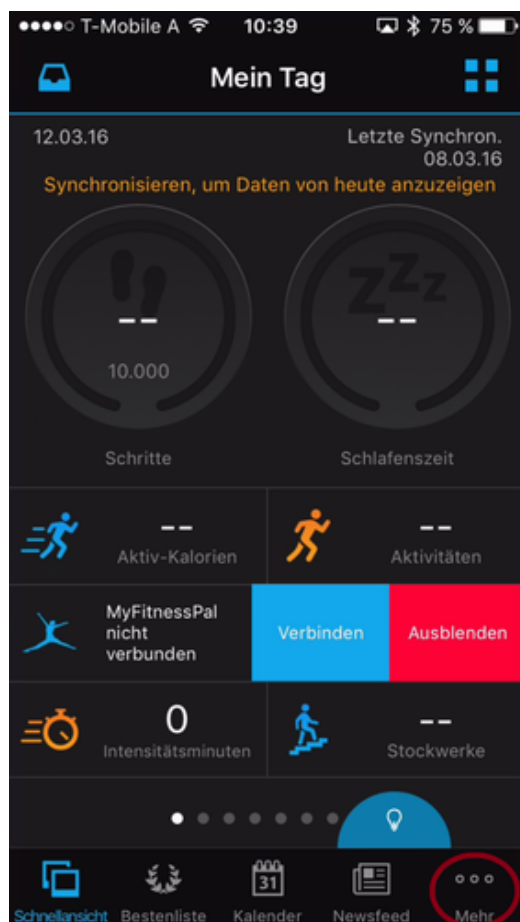 T-Mobile A 10:39 75 %
Mein Tag
12.03.16
Letzte Synchron.
08.03.16
Synchronisieren, um Daten von heute anzuzeigen
zzz
--
--
10.000
Schritte
Schlafenszeit
--
Aktiv-Kalorien
--
Aktivitäten
MyFitnessPal
nicht
verbunden
Verbinden
Ausblenden
0
Intensitätsminuten
--
Stockwerke
31
Schnellansicht Bestenliste Kalender Newsfeed Mehr